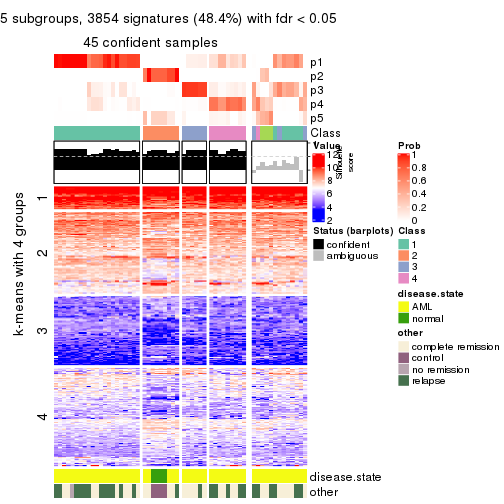 5 subgroups, 3854 signatures (48.4%) with fdr < 0.05
45 confident samples
p1
p2
p3
p4
p5
Class
1
2
3
4
k-means with 4 groups
Silhouette
score
Value
12
10
8
6
4
2
Prob
1
0.8
0.6
0.4
0.2
0
Status (barplots)
confident
ambiguous
Class
1
2
3
4
disease.state
AML
normal
other
complete remission
control
no remission
relapse
disease.state
other